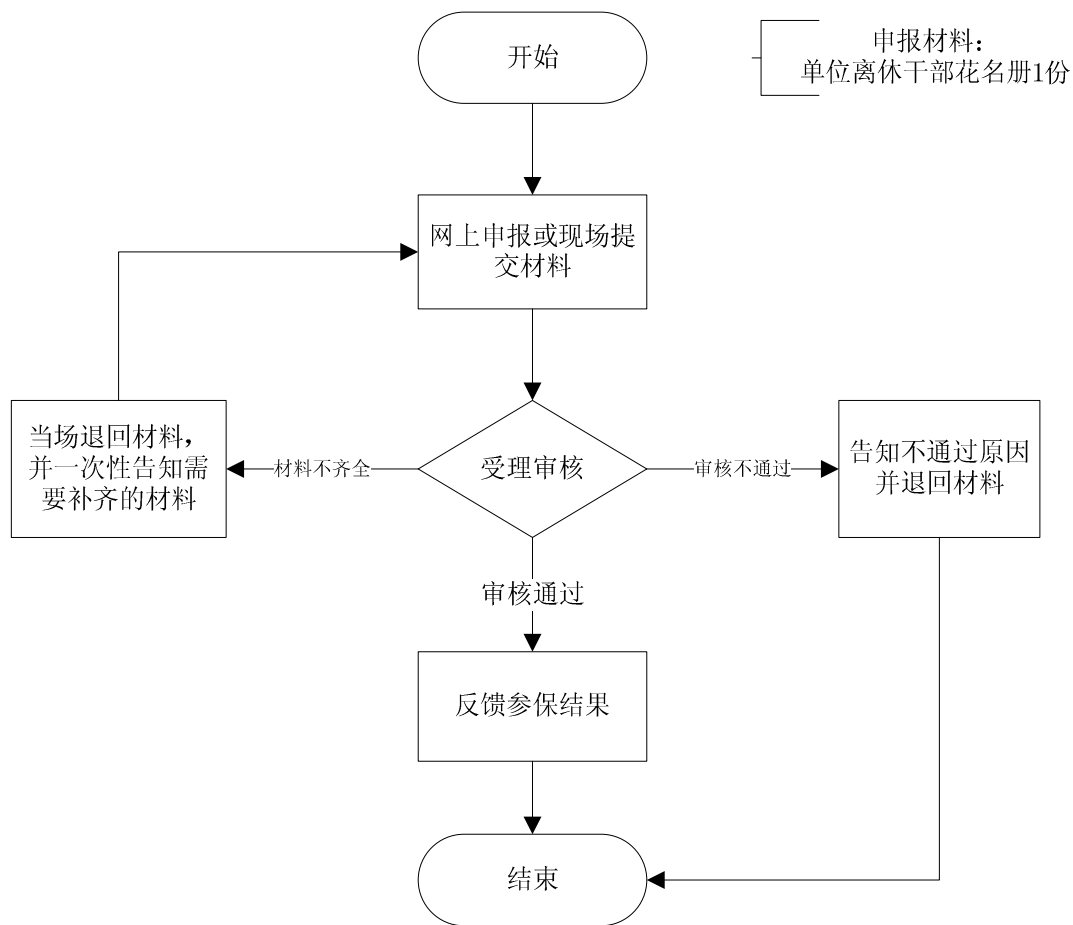 开始
申报材料：
单位离休干部花名册1份
网上申报或现场提
交材料
当场退回材料，
并一次性告知需
要补齐的材料
材料不齐全
受理审核
审核不通过
告知不通过原因
并退回材料
审核通过
反馈参保结果
结束